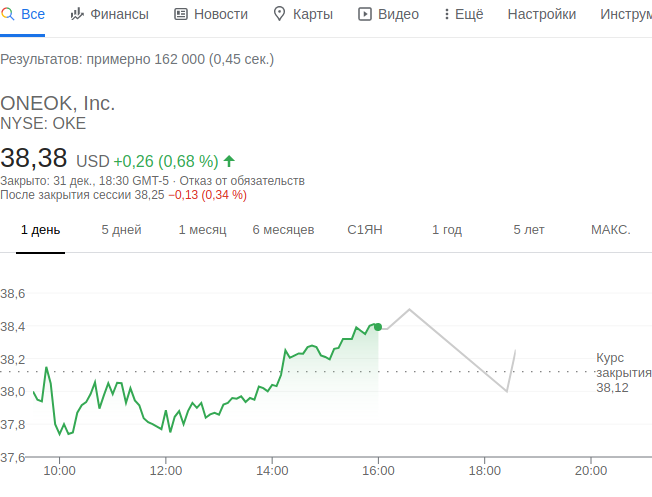 Все Финансы Новости Карты Видео Ещё Настройки Инструм
Результатов: примерно 162 000 (0,45 сек.)
ONEOK, Inc.
NYSE: OKE
38,38 USD +0,26 (0,68 %)
Закрыто: 31 дек., 18:30 GMT-5 · Отказ от обязательств
После закрытия сессии 38,25 −0,13 (0,34 %)
1 день 5 дней 1 месяц 6 месяцев С1ЯН 1 год 5 лет МАКС.
38,6
38,4
38,2
38,0
37,8
37,6
Курс
закрытия
38,12
10:00 12:00 14:00 16:00 18:00 20:00